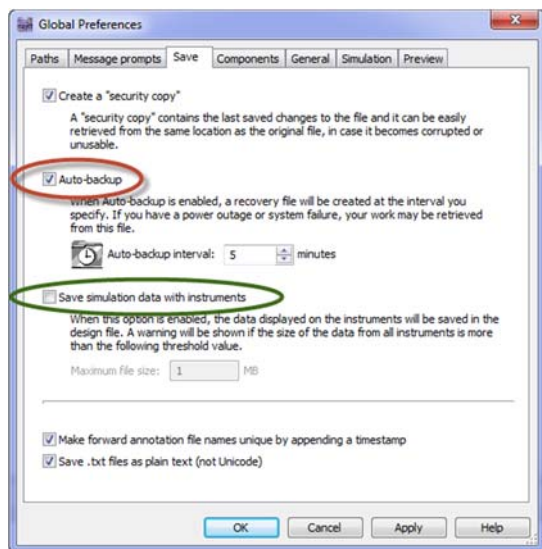 Global Preferences
Paths Message prompts Save Components General Simulation Preview
Create a "security copy"
A "security copy" contains the last saved changes to the file and it can be easily
retrieved from the same location as the original file, in case it becomes corrupted or
unusable.
Auto-backup
When Auto-backup is enabled, a recovery file will be created at the interval you
specify. If you have a power outage or system failure, your work may be retrieved
from this file.
Auto-backup interval: 5 minutes
Save simulation data with instruments
When this option is enabled, the data displayed on the instruments will be saved in the
design file. A warning will be shown if the size of the data from all instruments is more
than the following threshold value.
Maximum file size: 1 MB
Make forward annotation file names unique by appending a timestamp
Save .txt files as plain text (not Unicode)
OK Cancel Apply Help